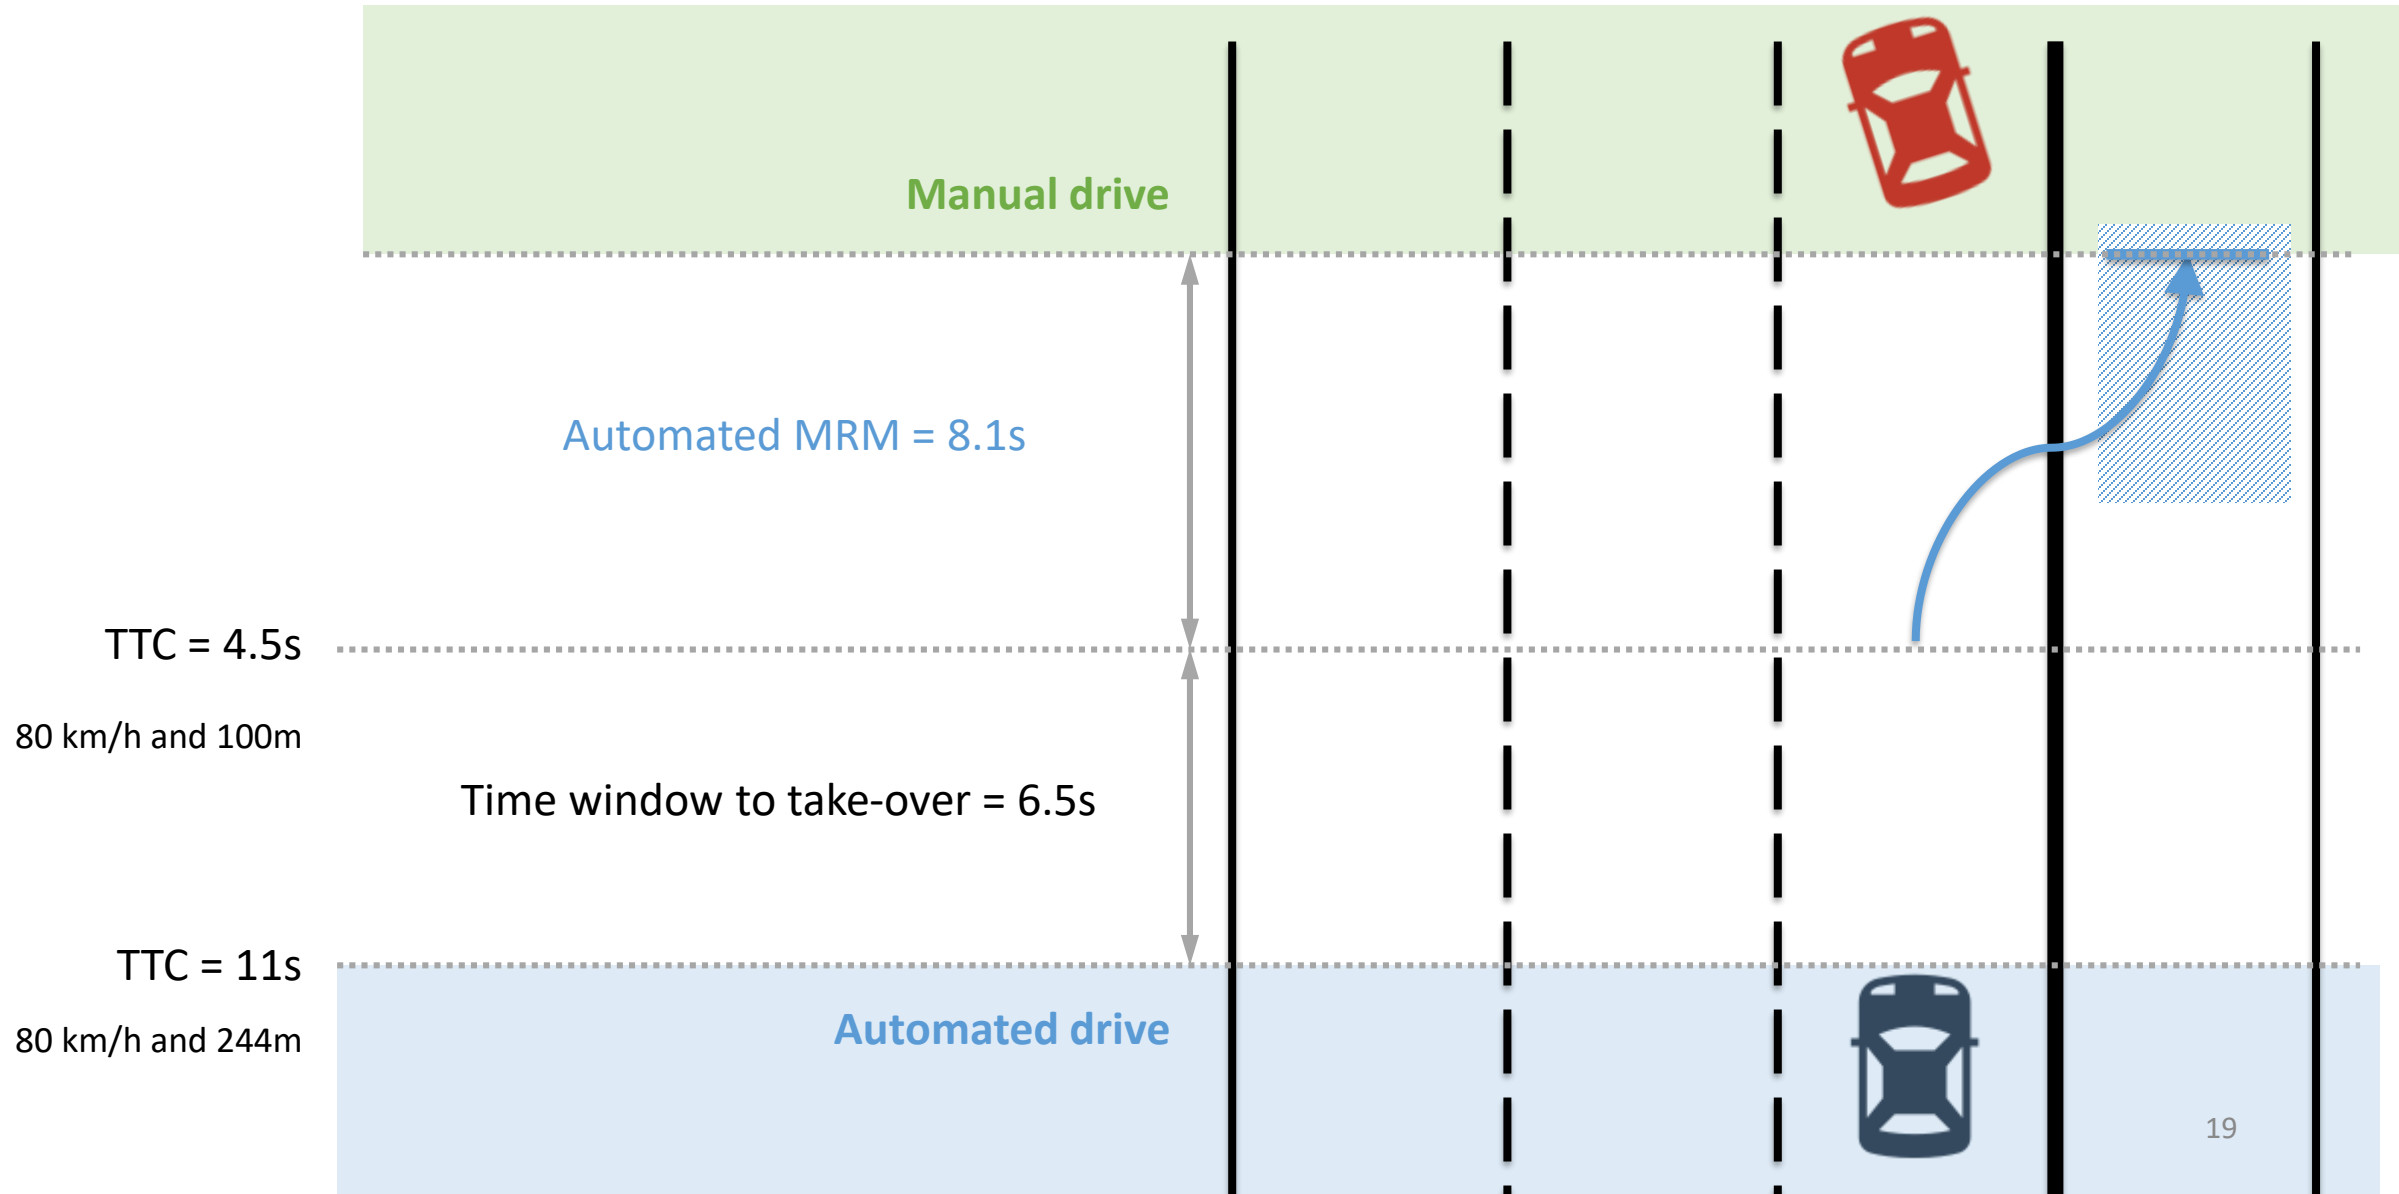 Manual drive
Automated MRM = 8.1s
TTC = 4.5s
80 km/h and 100m
Time window to take-over = 6.5s
TTC = 11s
Automated drive
80 km/h and 244m
19